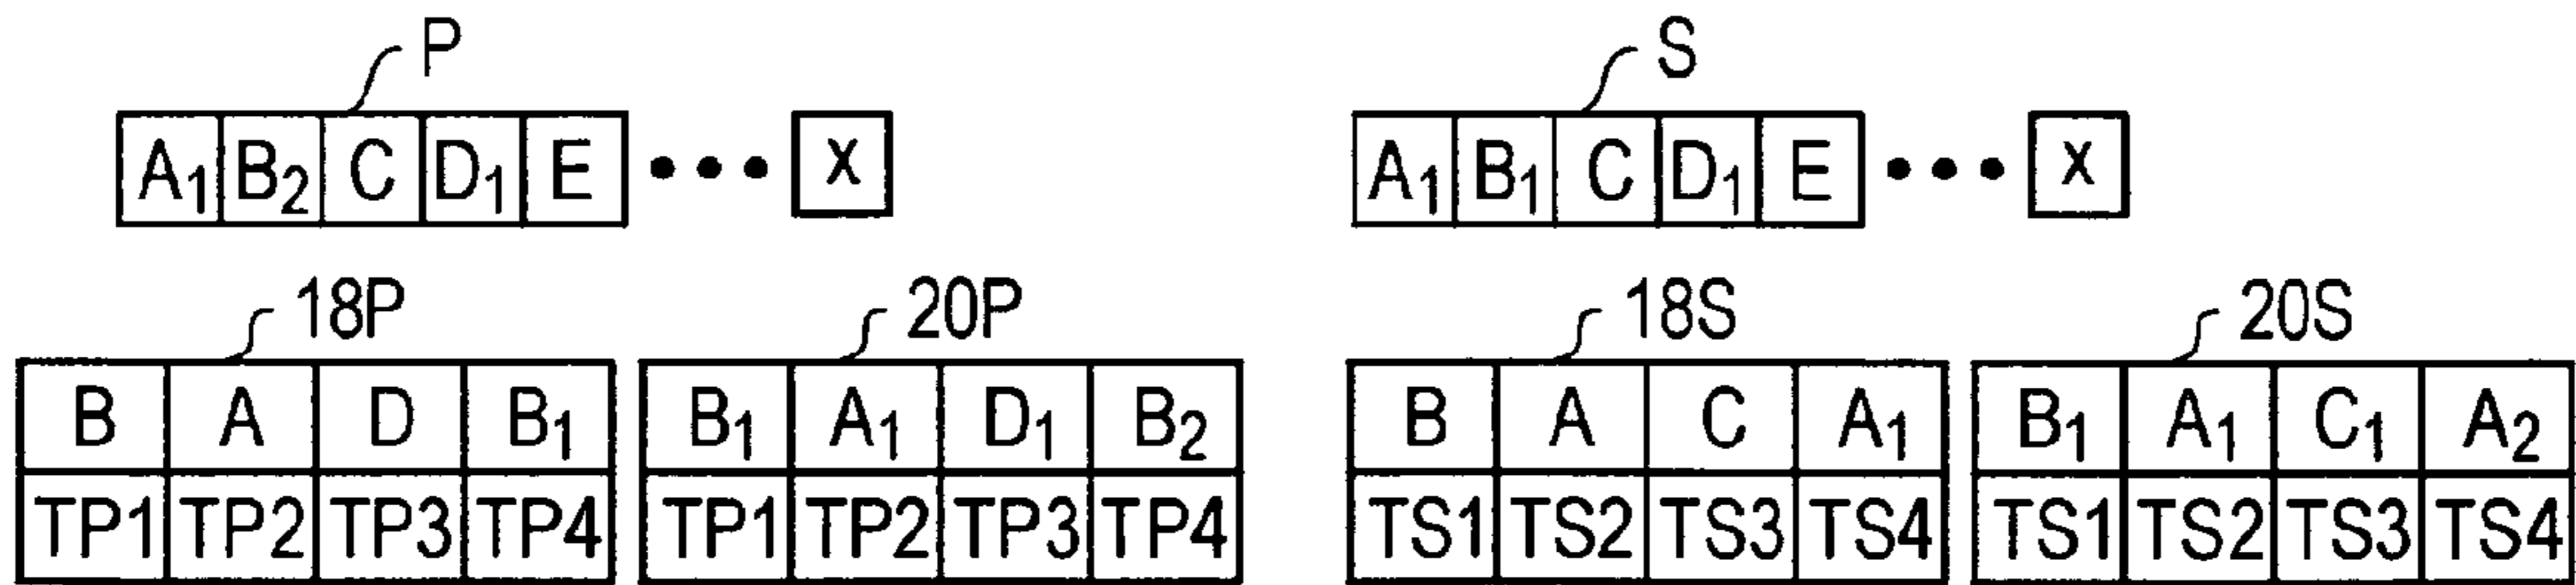 P S
A₁ B₂ C D₁ E ••• X A₁ B₁ C D₁ E ••• X
18P 20P 18S 20S
B A D B₁ B₁ A₁ D₁ B₂ B A C A₁ B₁ A₁ C₁ A₂
TP1 TP2 TP3 TP4 TP1 TP2 TP3 TP4 TS1 TS2 TS3 TS4 TS1 TS2 TS3 TS4